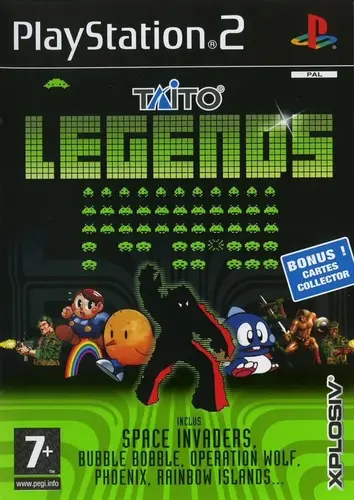 PlayStation®2
PAL
TAITO®
LEGENDS
BONUS !
CARTES
COLLECTOR
INCLUS
SPACE INVADERS,
BUBBLE BOBBLE, OPERATION WOLF,
PHOENIX, RAINBOW ISLANDS...
7+
www.pegi.info
XPLOSIV